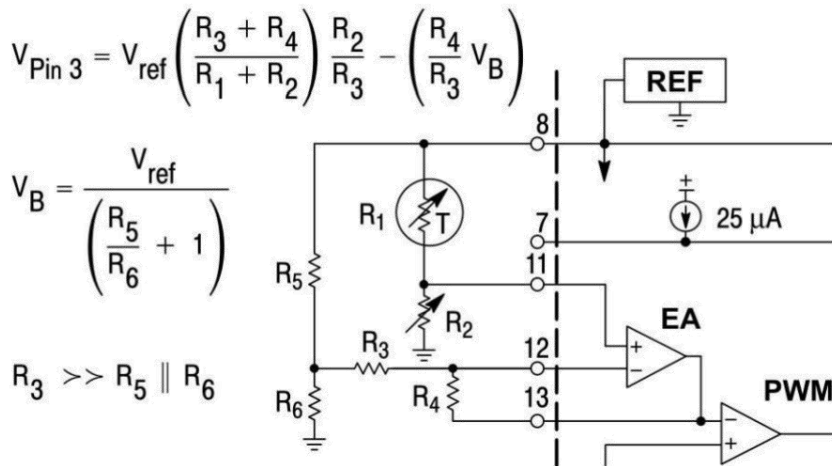 V_Pin 3 = V_ref ((R_3 + R_4) / (R_1 + R_2)) R_2 / R_3 − (R_4 / R_3 V_B)
V_B = V_ref / (R_5 / R_6 + 1)
R_3 >> R_5 ∥ R_6
REF
8
R_1
T
7
25 μA
R_5
11
R_2
EA
R_3
12
R_6
R_4
13
PWM
+
−
−
+
+